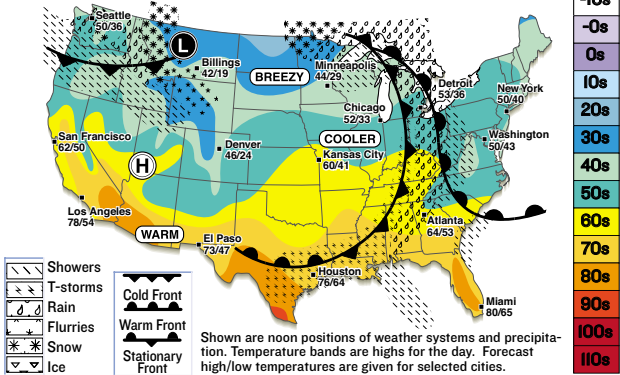 -10s
-0s
0s
10s
20s
30s
40s
50s
60s
70s
80s
90s
100s
110s
Seattle
50/36
L
Billings
42/19
BREEZY
Minneapolis
44/29
Detroit
53/36
New York
50/40
Chicago
52/33
COOLER
Washington
50/43
San Francisco
62/50
H
Denver
46/24
Kansas City
60/41
Los Angeles
78/54
WARM
El Paso
73/47
Atlanta
64/53
Houston
76/64
Miami
80/65
Showers
T-storms
Rain
Flurries
Snow
Ice
Cold Front
Warm Front
Stationary
Front
Shown are noon positions of weather systems and precipita-
tion. Temperature bands are highs for the day. Forecast
high/low temperatures are given for selected cities.